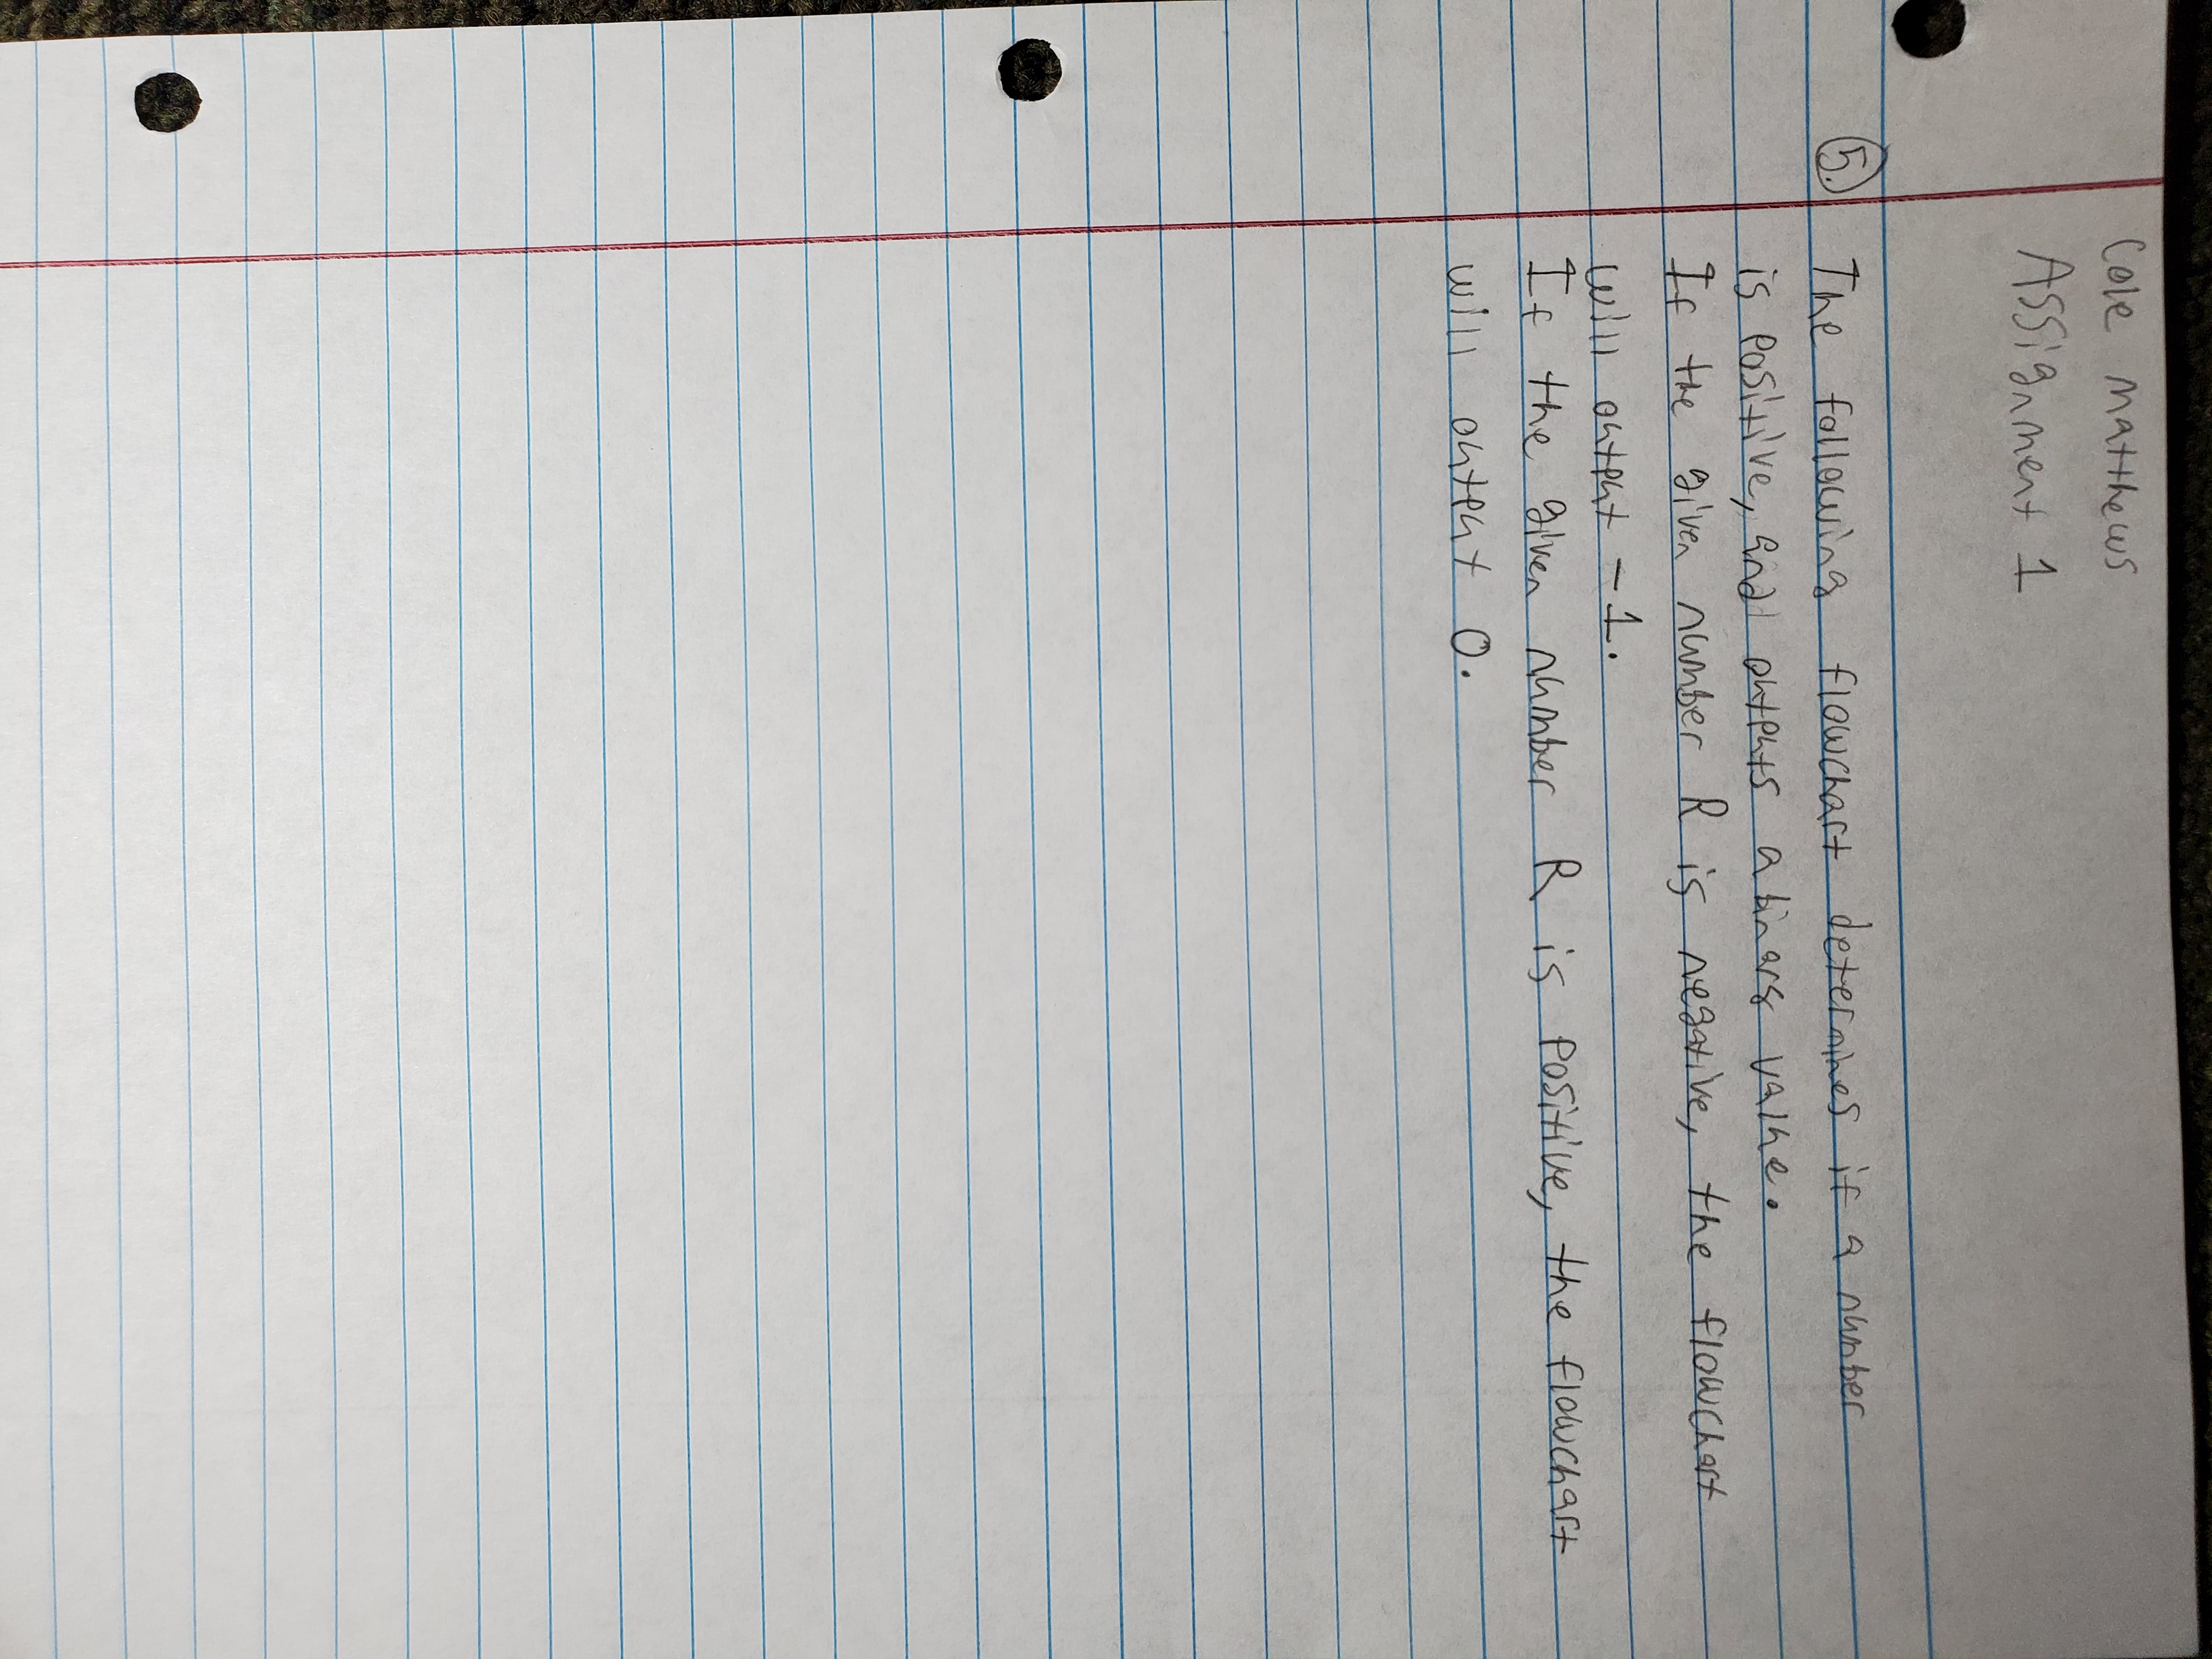 Cole Matthews
Assignment 1
5.
The following flowchart determines if a number
is positive, and outputs a binary value.
If the given number R is negative, the flowchart
will output -1.
If the given number R is positive, the flowchart
will output 0.